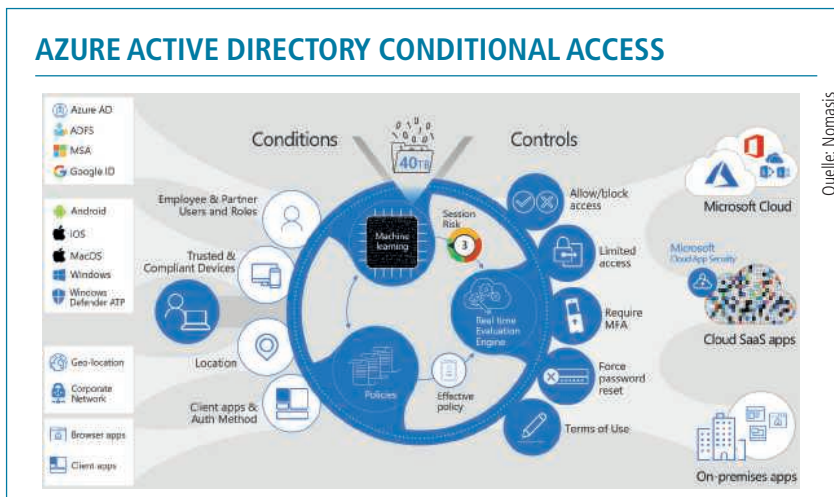 AZURE ACTIVE DIRECTORY CONDITIONAL ACCESS
Quelle: Nomasis
Azure AD
ADFS
MSA
Google ID
Android
iOS
MacOS
Windows
Windows
Defender ATP
Geo-location
Corporate
Network
Browser apps
Client apps
Conditions
Employee & Partner
Users and Roles
Trusted &
Compliant Devices
Location
Client apps &
Auth Method
40TB
Machine
learning
Session
Risk
3
Real time
Evaluation
Engine
Policies
Effective
policy
Controls
Allow/block
access
Limited
access
Require
MFA
Force
password
reset
Terms of Use
Microsoft Cloud
Microsoft
Cloud App Security
Cloud SaaS apps
On-premises apps